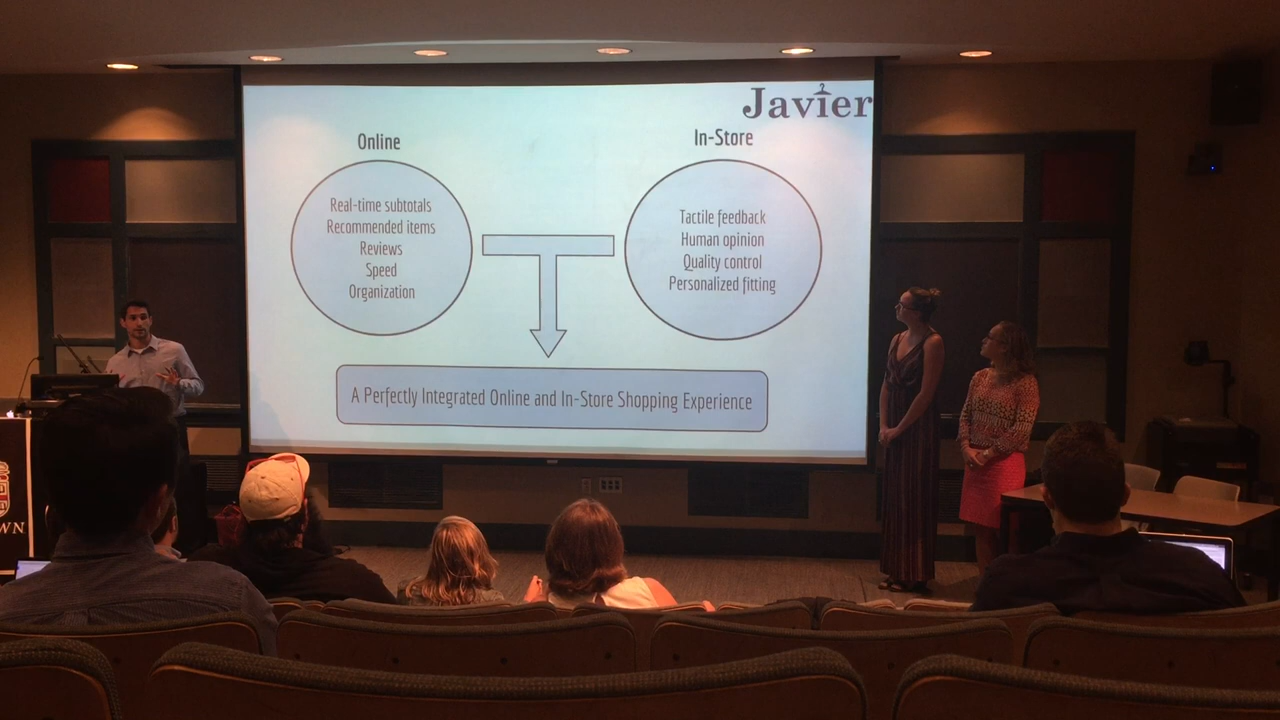 Javier
Online
In-Store
Real-time subtotals
Recommended items
Reviews
Speed
Organization
Tactile feedback
Human opinion
Quality control
Personalized fitting
A Perfectly Integrated Online and In-Store Shopping Experience
WN